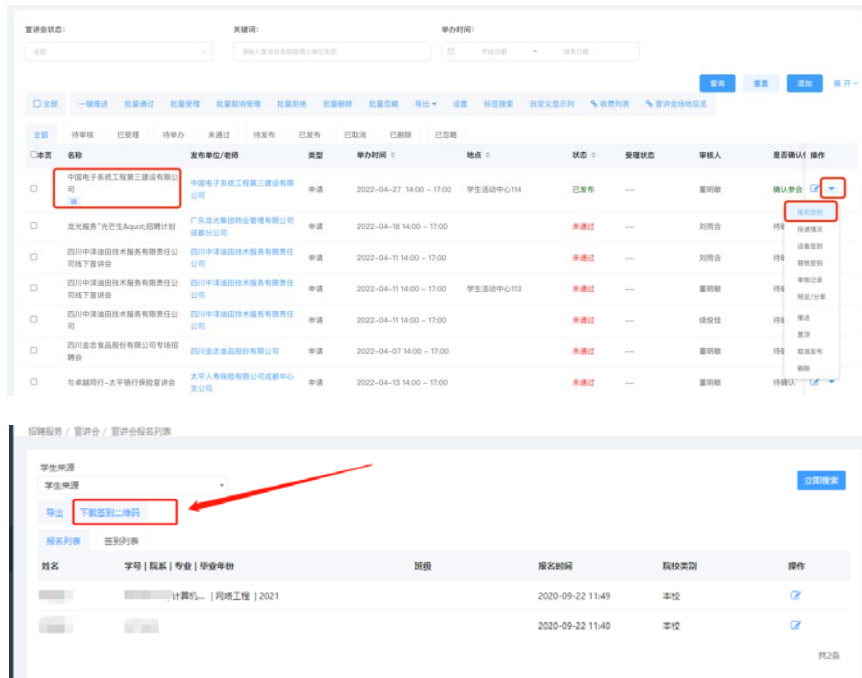 宣讲会状态: 关键词: 举办时间:
全部 请输入宣讲会名称或用人单位名称 开始日期 - 结束日期
查询 重置 添加 展开
全部 一键推送 批量通过 批量受理 批量取消受理 批量拒绝 批量删除 批量忽略 导出 设置 标签搜索 自定义显示列 收费列表 宣讲会场地总览
全部 待审核 已受理 待举办 未通过 待发布 已发布 已取消 已删除 已忽略
本页 名称 发布单位/老师 类型 举办时间 地点 状态 受理状态 审核人 是否确认 操作
中国电子系统工程第三建设有限公
司
确
中国电子系统工程第三建设有限
公司
申请 2022-04-27 14:00 ~ 17:00 学生活动中心114 已发布 --- 董明敏 确认参会
报名签到
投递情况
设备签到
替他签到
审核记录
预览/分享
推送
置顶
取消发布
删除
龙光服务"光芒生&quot;招聘计划 广东龙光集团物业管理有限公司
成都分公司
申请 2022-04-18 14:00 ~ 17:00 未通过 --- 刘雨含 待
四川中泽油田技术服务有限责任公
司线下宣讲会
四川中泽油田技术服务有限责任
公司
申请 2022-04-11 14:00 ~ 17:00 未通过 --- 刘雨含 待
四川中泽油田技术服务有限责任公
司线下宣讲会
四川中泽油田技术服务有限责任
公司
申请 2022-04-11 14:00 ~ 17:00 学生活动中心113 未通过 --- 董明敏 待
四川中泽油田技术服务有限责任公
司
四川中泽油田技术服务有限责任
公司
申请 2022-04-11 14:00 ~ 17:00 未通过 --- 绕俊佳 待
四川金忠食品股份有限公司专场招
聘会
四川金忠食品股份有限公司 申请 2022-04-07 14:00 ~ 17:00 未通过 --- 董明敏 待
与卓越同行-太平银行保险宣讲会 太平人寿保险有限公司成都中心
支公司
申请 2022-04-13 14:00 ~ 17:00 未通过 --- 董明敏 待确认
招聘服务 / 宣讲会 / 宣讲会报名列表
学生来源
学生来源 立即搜索
导出 下载签到二维码
报名列表 签到列表
姓名 学号 | 院系 | 专业 | 毕业年份 班级 报名时间 院校类别 操作
计算机... | 网络工程 | 2021 2020-09-22 11:49 本校
2020-09-22 11:40 本校
共2条